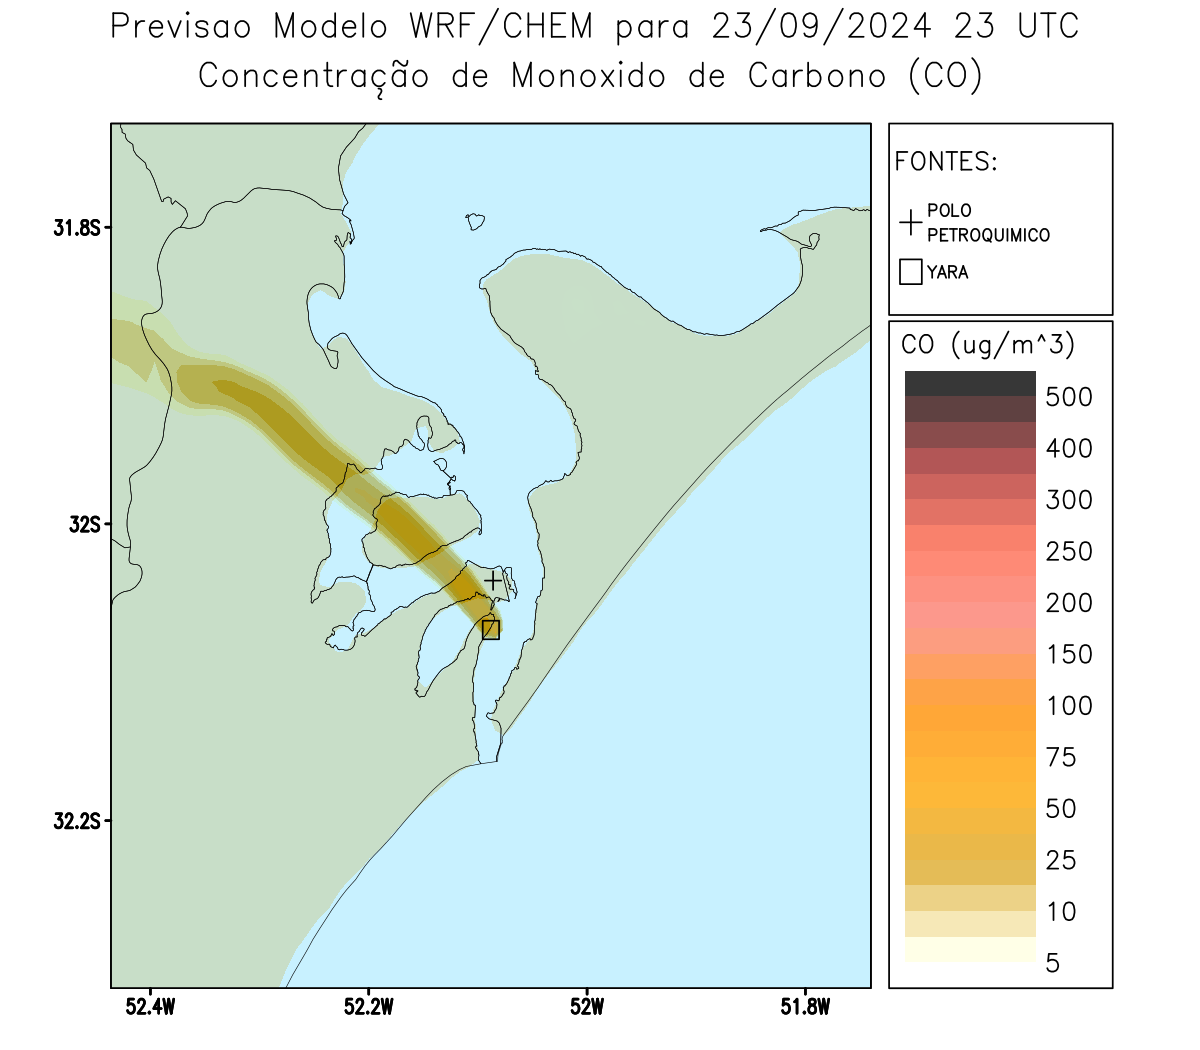 Previsao Modelo WRF/CHEM para 23/09/2024 23 UTC
Concentração de Monoxido de Carbono (CO)
FONTES:
POLO
PETROQUIMICO
YARA
CO (ug/m^3)
500
400
300
250
200
150
100
75
50
25
10
5
31.8S
32S
32.2S
52.4W
52.2W
52W
51.8W